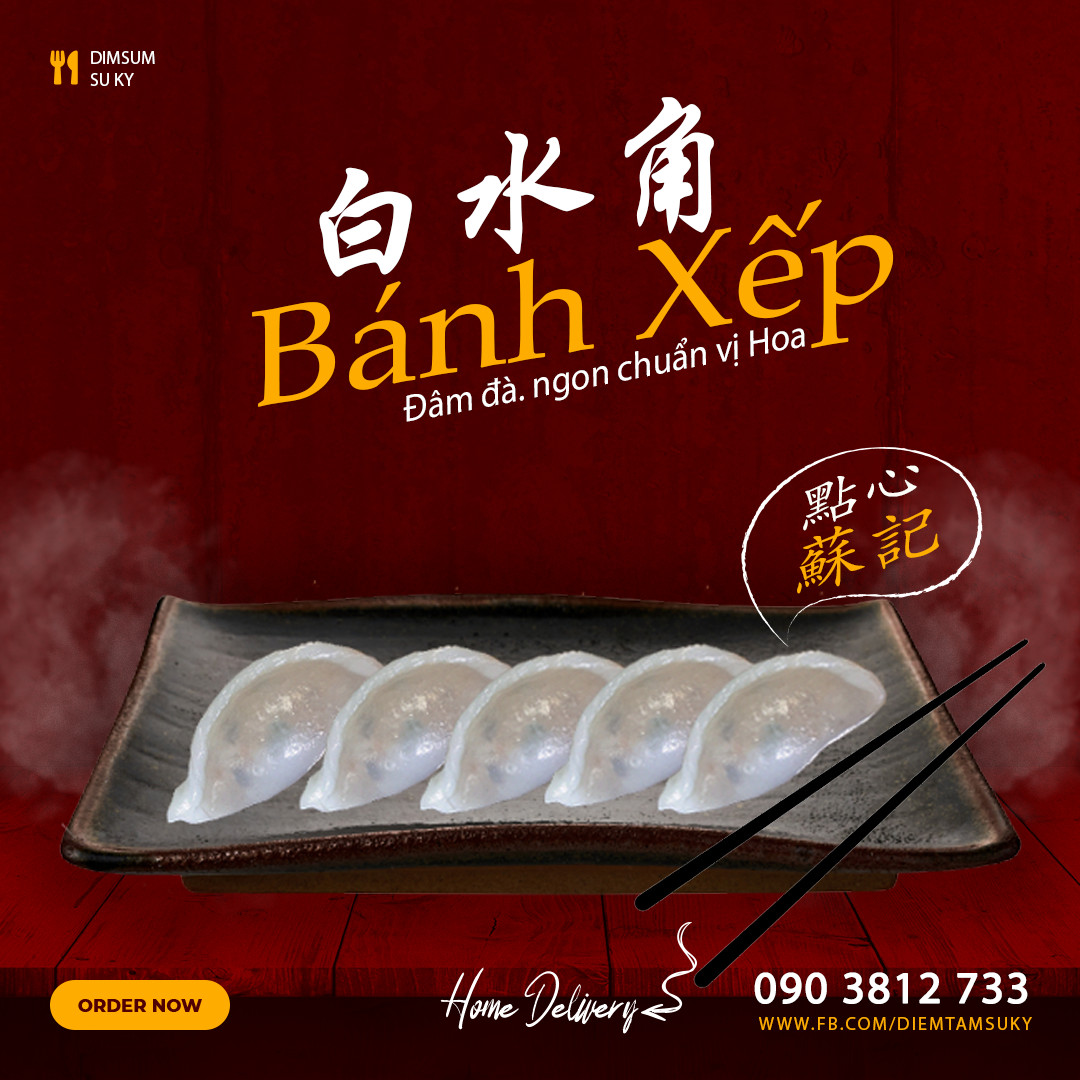 DIMSUM
SU KY
白水角
Bánh Xếp
Đâm đà. ngon chuẩn vị Hoa
點心
蘇記
ORDER NOW
Home Delivery
090 3812 733
WWW.FB.COM/DIEMTAMSUKY